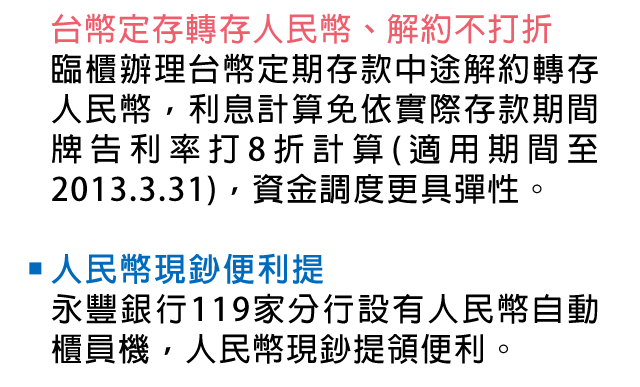 台幣定存轉存人民幣、解約不打折
臨櫃辦理台幣定期存款中途解約轉存
人民幣，利息計算免依實際存款期間
牌告利率打8折計算(適用期間至
2013.3.31)，資金調度更具彈性。
■ 人民幣現鈔便利提
永豐銀行119家分行設有人民幣自動
櫃員機，人民幣現鈔提領便利。